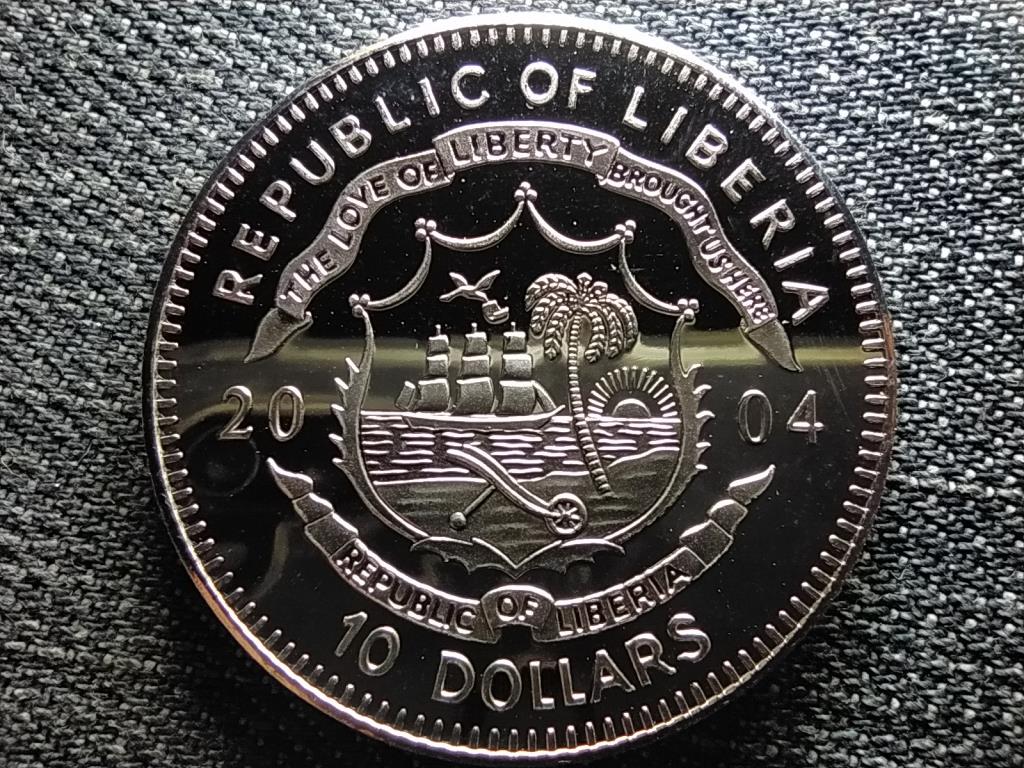 REPUBLIC OF LIBERIA
THE LOVE OF LIBERTY BROUGHT US HERE
20 04
REPUBLIC OF LIBERIA
10 DOLLARS